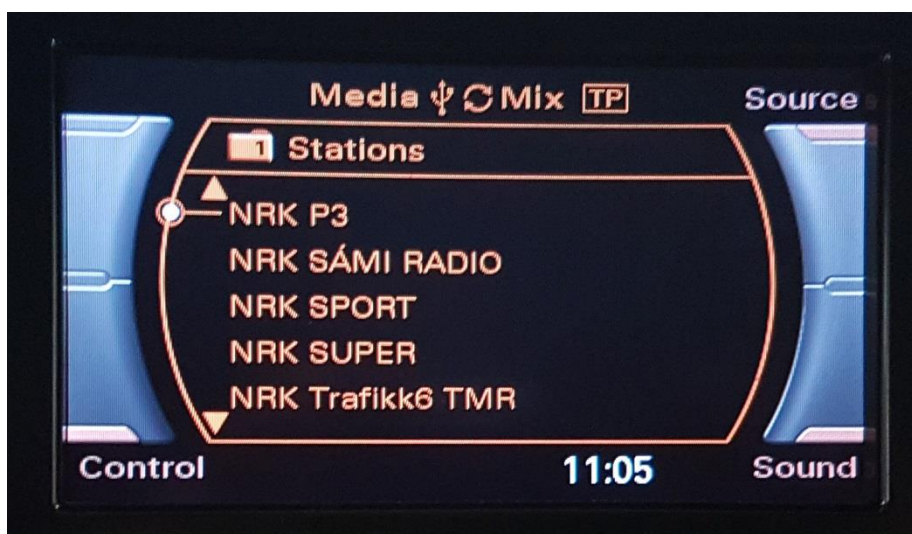 Media Mix TP
Source
1 Stations
NRK P3
NRK SÁMI RADIO
NRK SPORT
NRK SUPER
NRK Trafikk6 TMR
Control
11:05
Sound